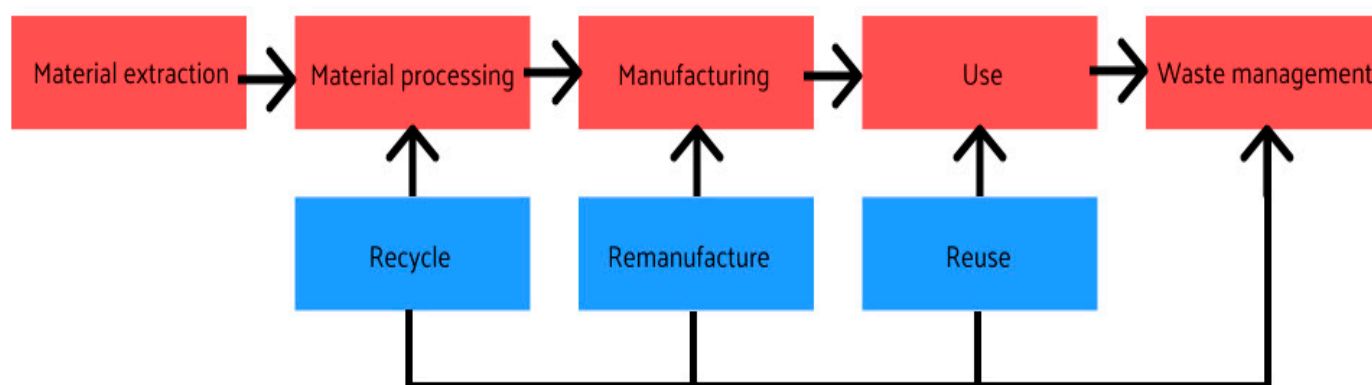 Material extraction
Material processing
Manufacturing
Use
Waste management
Recycle
Remanufacture
Reuse